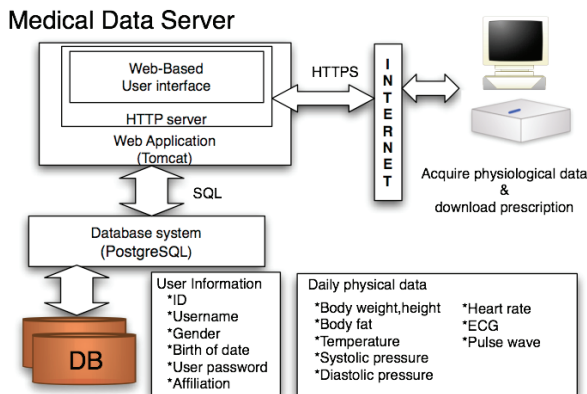 Medical Data Server
Web-Based
User interface
HTTP server
Web Application
(Tomcat)
HTTPS
INTERNET
Acquire physiological data
&
download prescription
SQL
Database system
(PostgreSQL)
DB
User Information
*ID
*Username
*Gender
*Birth of date
*User password
*Affiliation
Daily physical data
*Body weight,height
*Body fat
*Temperature
*Systolic pressure
*Diastolic pressure
*Heart rate
*ECG
*Pulse wave